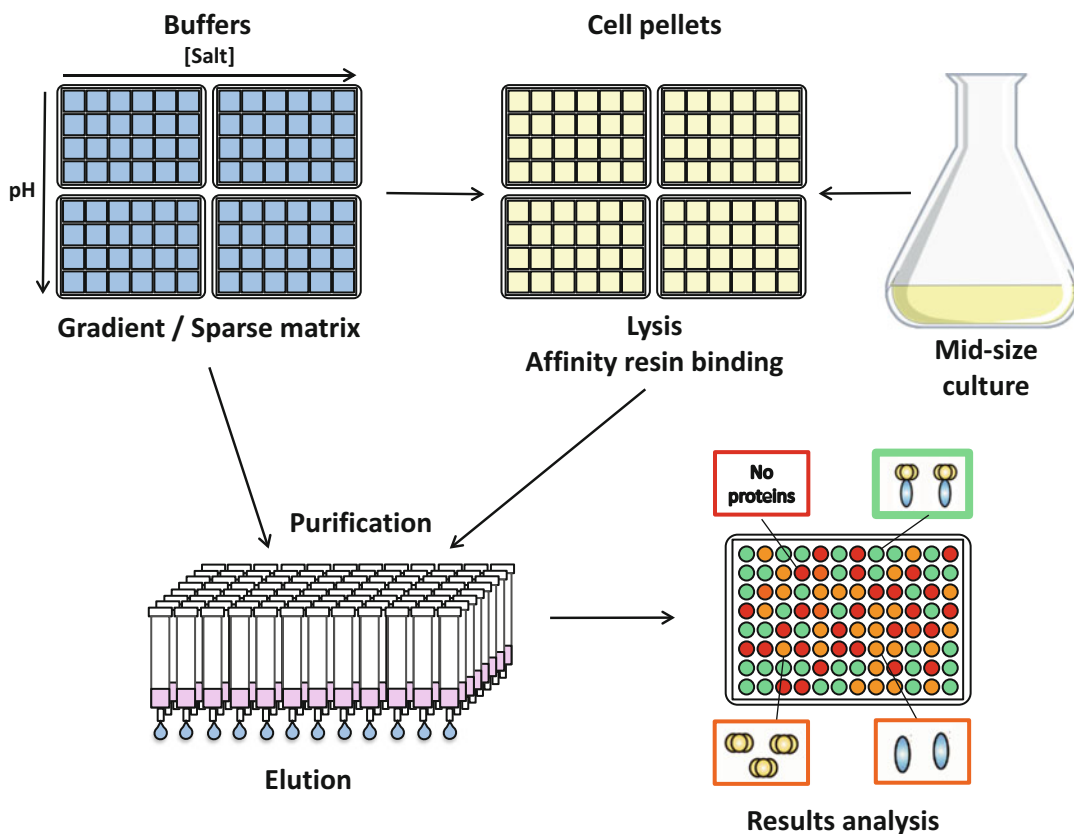 Buffers
[Salt]
Cell pellets
pH
Gradient / Sparse matrix
Lysis
Affinity resin binding
Mid-size
culture
No
proteins
Purification
Elution
Results analysis